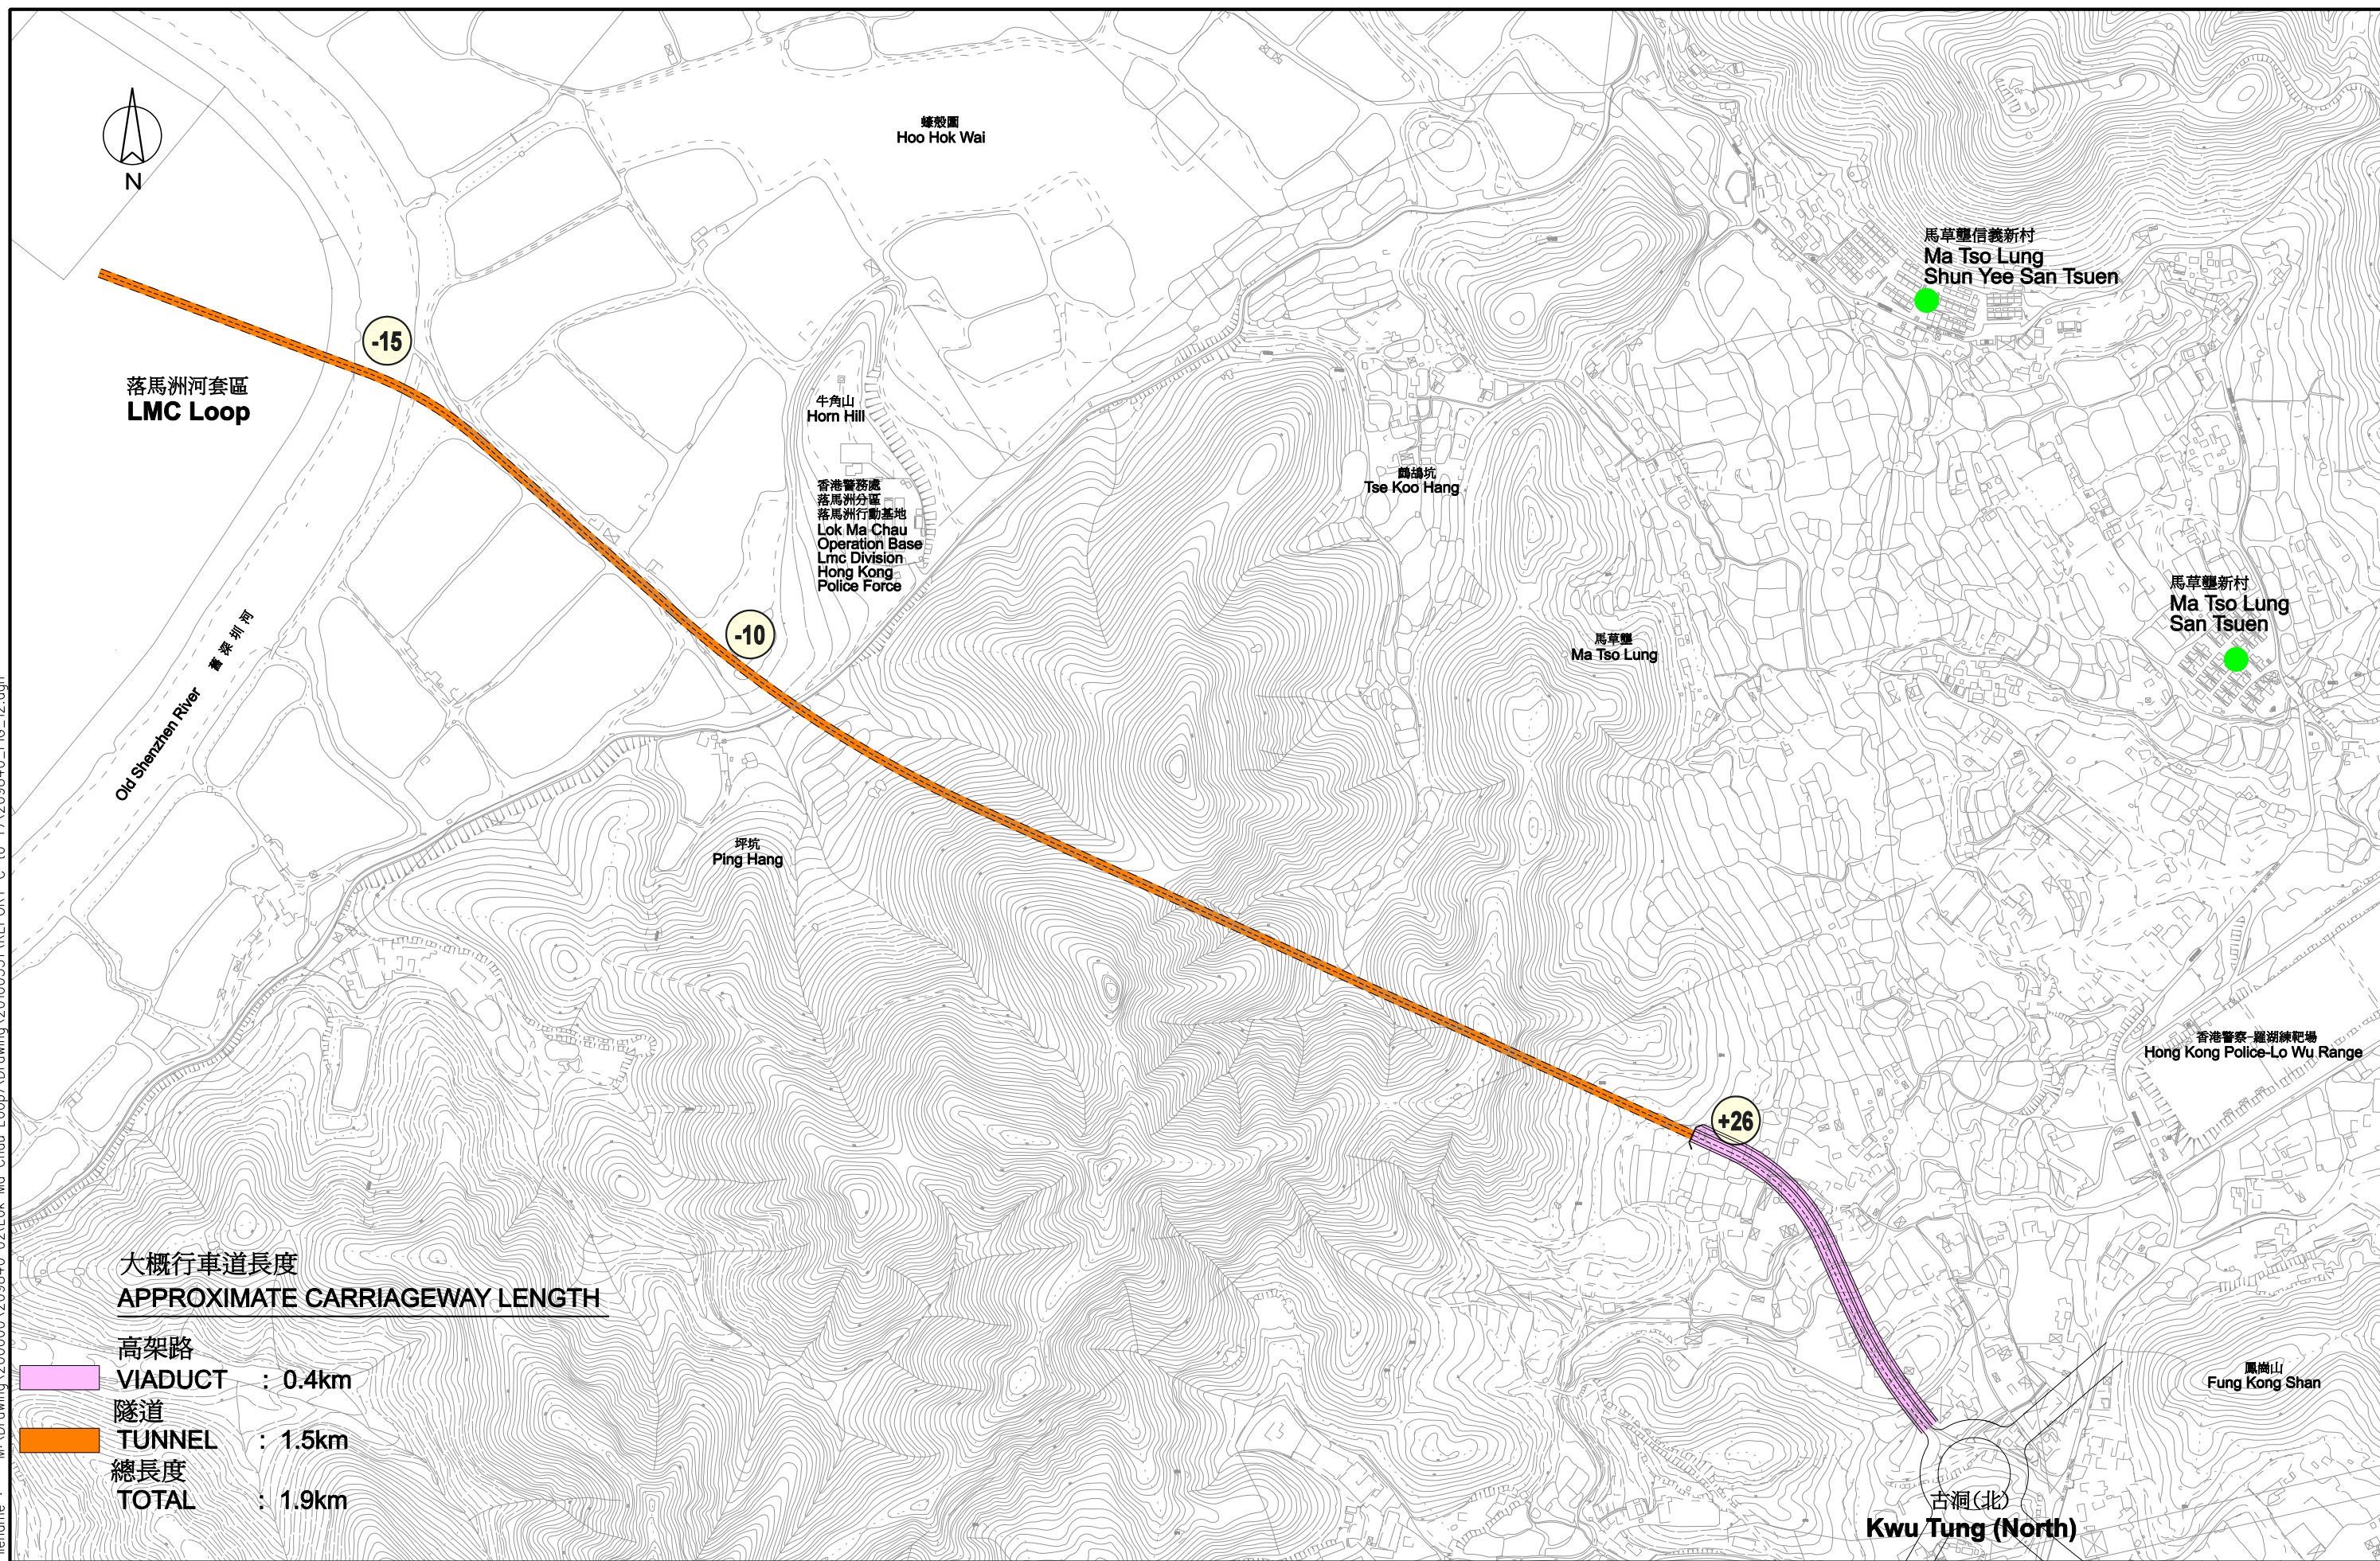 N
蠔殼圍
Hoo Hok Wai
馬草壟信義新村
Ma Tso Lung
Shun Yee San Tsuen
-15
落馬洲河套區
LMC Loop
牛角山
Horn Hill
香港警務處
落馬洲分區
落馬洲行動基地
Lok Ma Chau
Operation Base
Lmc Division
Hong Kong
Police Force
鷓鴣坑
Tse Koo Hang
馬草壟新村
Ma Tso Lung
San Tsuen
-10
馬草壟
Ma Tso Lung
舊深圳河
Old Shenzhen River
坪坑
Ping Hang
香港警察-羅湖練靶場
Hong Kong Police-Lo Wu Range
+26
大概行車道長度
APPROXIMATE CARRIAGEWAY LENGTH
高架路
VIADUCT : 0.4km
隧道
TUNNEL : 1.5km
總長度
TOTAL : 1.9km
鳳崗山
Fung Kong Shan
古洞(北)
Kwu Tung (North)